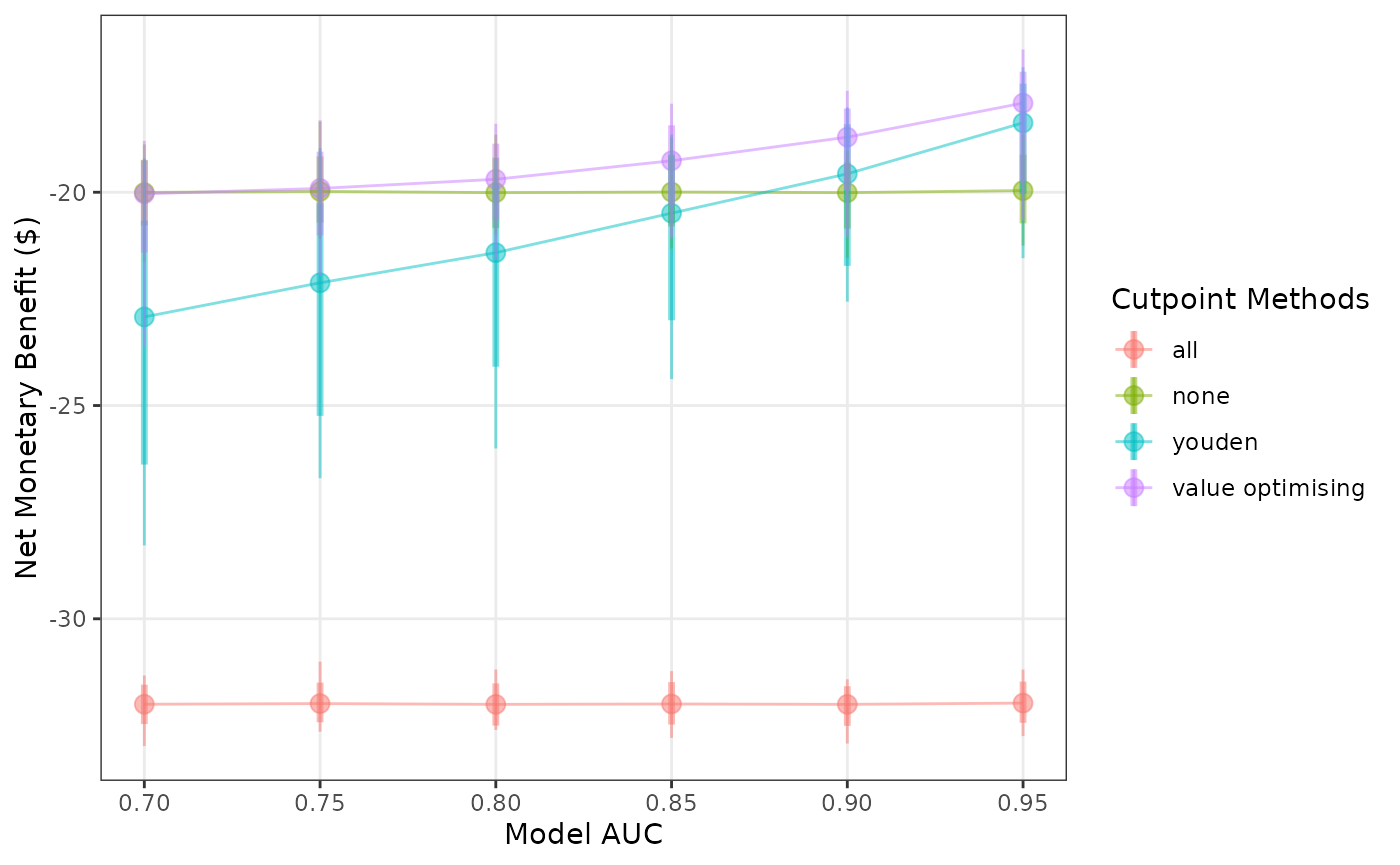 Net Monetary Benefit ($)
-20
-25
-30
0.70 0.75 0.80 0.85 0.90 0.95
Model AUC
Cutpoint Methods
all
none
youden
value optimising